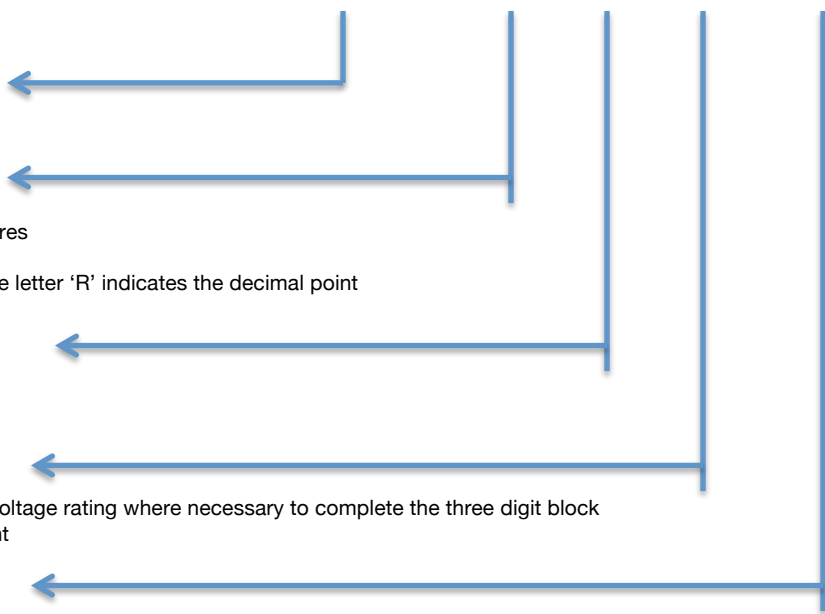 res
e letter ‘R’ indicates the decimal point
oltage rating where necessary to complete the three digit block
nt